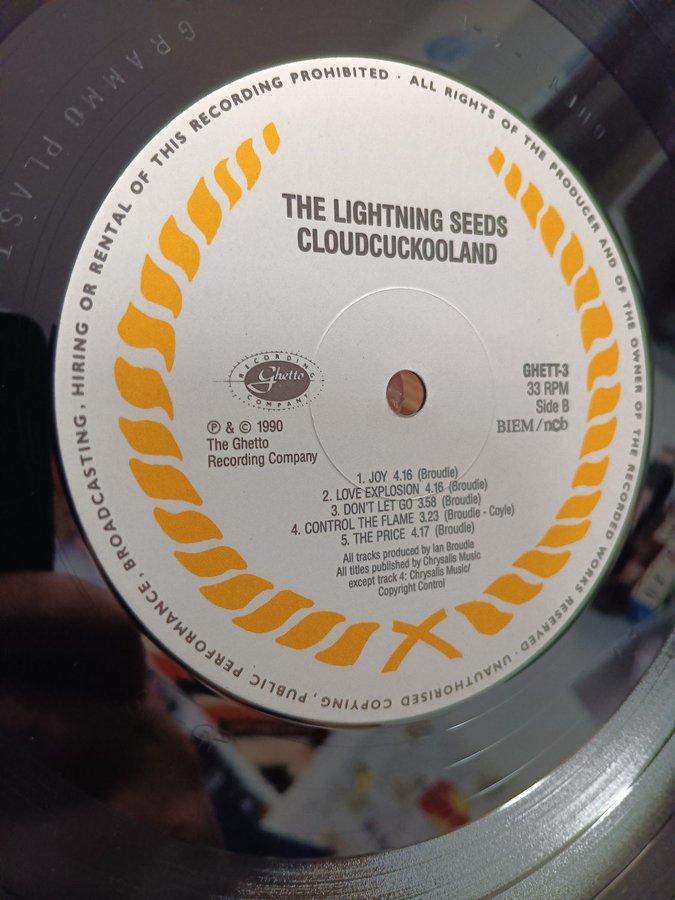 GRAMMO PLAST
BROADCASTING, HIRING OR RENTAL OF THIS RECORDING PROHIBITED · ALL RIGHTS OF THE PRODUCER AND OF THE OWNER OF THE RECORDED WORKS RESERVED · UNAUTHORISED COPYING, PUBLIC PERFORMANCE,
THE LIGHTNING SEEDS
CLOUDCUCKOOLAND
RECORDING
Ghetto
COMPANY
GHETT-3
33 RPM
Side B
BIEM/ncb
℗ & © 1990
The Ghetto
Recording Company
1. JOY 4.16 (Broudie)
2. LOVE EXPLOSION 4.16 (Broudie)
3. DON'T LET GO 3.58 (Broudie)
4. CONTROL THE FLAME 3.23 (Broudie - Coyle)
5. THE PRICE 4.17 (Broudie)
All tracks produced by Ian Broudie
All titles published by Chrysalis Music
except track 4: Chrysalis Music/
Copyright Control